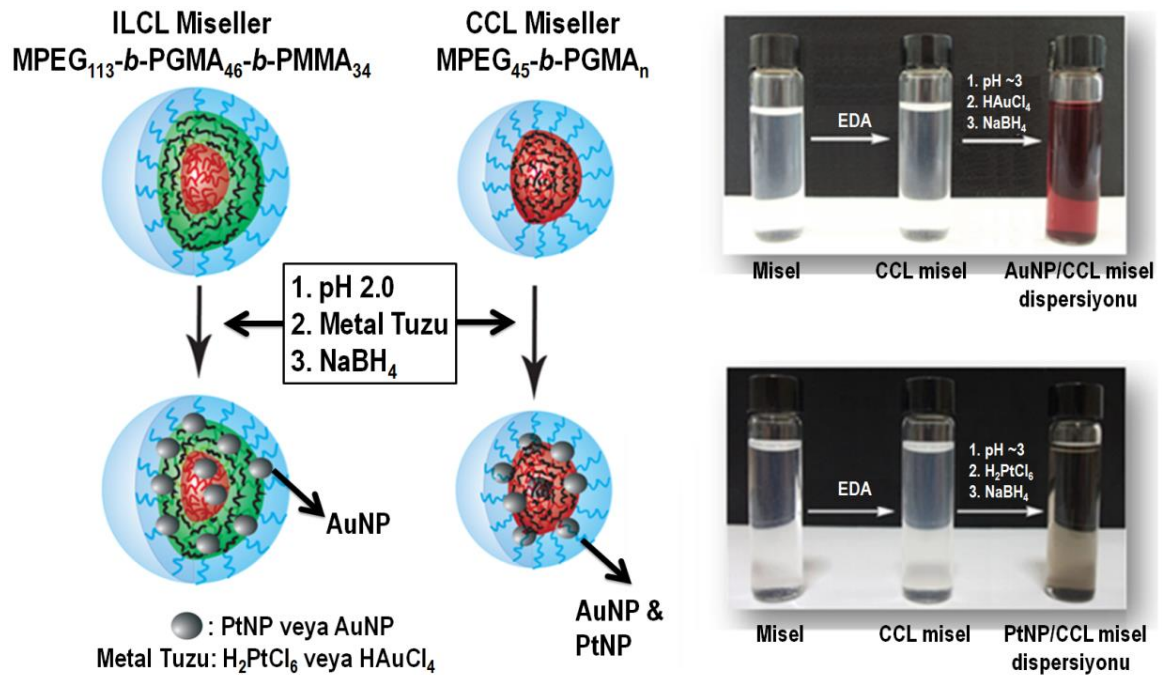 ILCL Miseller
MPEG₁₁₃-b-PGMA₄₆-b-PMMA₃₄
CCL Miseller
MPEG₄₅-b-PGMAₙ
1. pH 2.0
2. Metal Tuzu
3. NaBH₄
AuNP
AuNP &
PtNP
: PtNP veya AuNP
Metal Tuzu: H₂PtCl₆ veya HAuCl₄
EDA
1. pH ~3
2. HAuCl₄
3. NaBH₄
Misel
CCL misel
AuNP/CCL misel
dispersiyonu
EDA
1. pH ~3
2. H₂PtCl₆
3. NaBH₄
Misel
CCL misel
PtNP/CCL misel
dispersiyonu